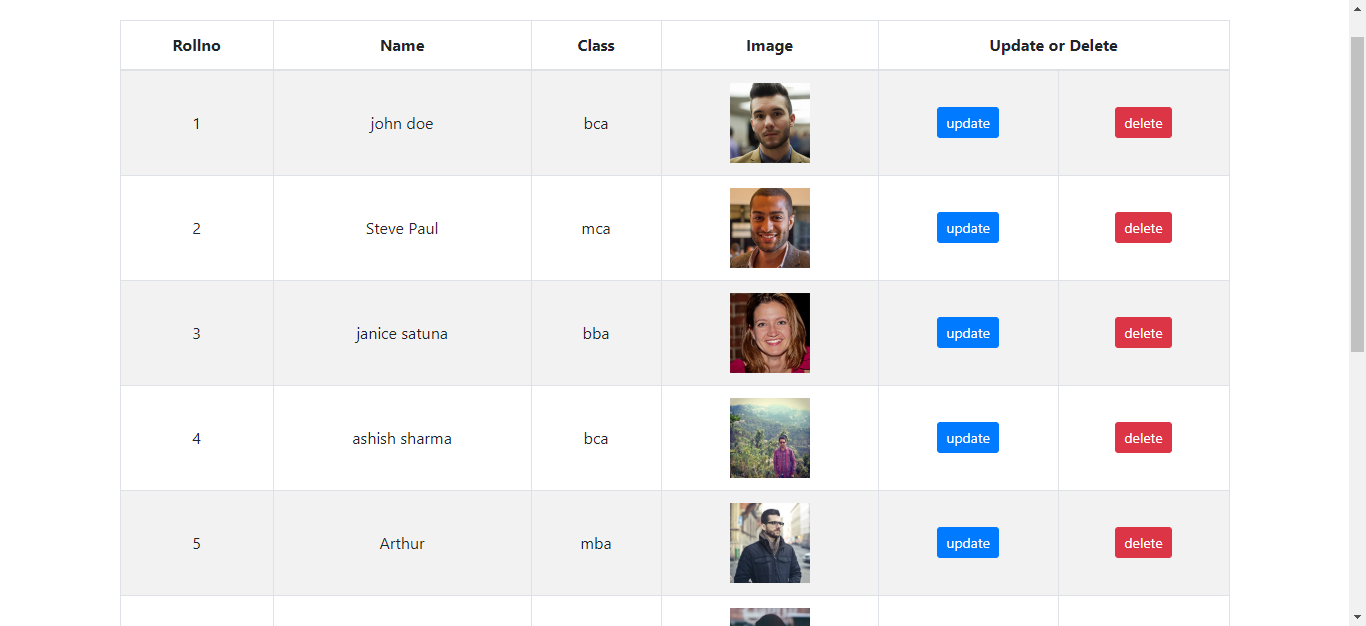 Rollno Name Class Image Update or Delete
1 john doe bca update delete
2 Steve Paul mca update delete
3 janice satuna bba update delete
4 ashish sharma bca update delete
5 Arthur mba update delete